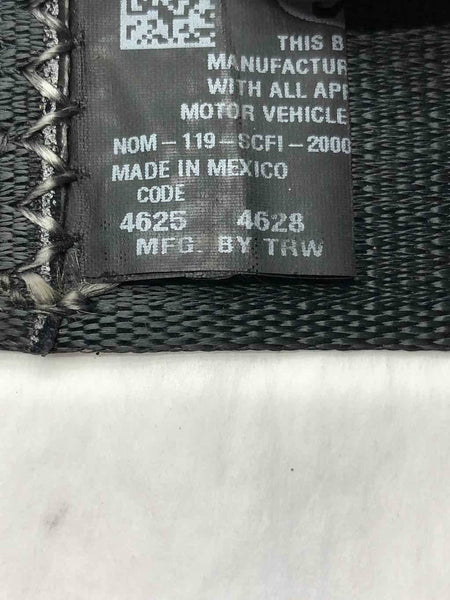 THIS B
MANUFACTUR
WITH ALL AP
MOTOR VEHICLE
NOM-119-SCFI-2000
MADE IN MEXICO
CODE
4625 4628
MFG. BY TRW